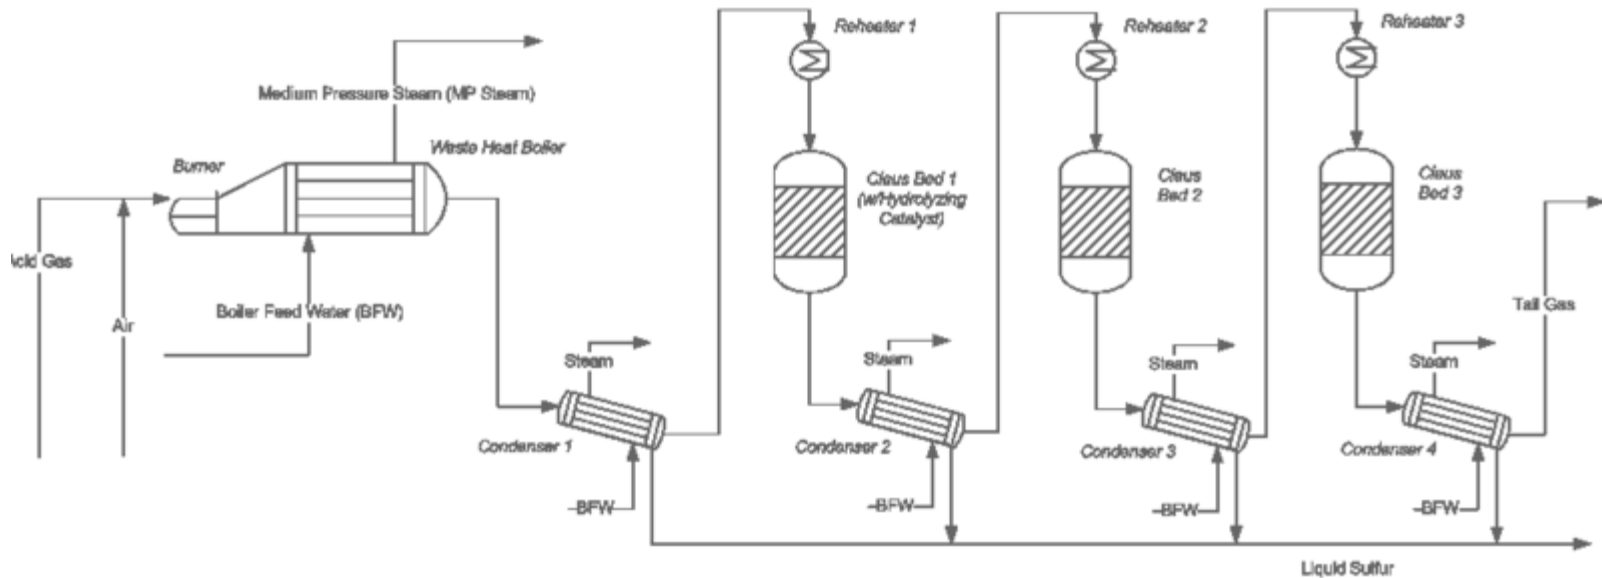 Reheater 1
Reheater 2
Reheater 3
Medium Pressure Steam (MP Steam)
Waste Heat Boiler
Burner
Claus Bed 1
(w/Hydrolyzing
Catalyst)
Claus
Bed 2
Claus
Bed 3
Acid Gas
Boiler Feed Water (BFW)
Air
Tail Gas
Steam
Steam
Steam
Steam
Condenser 1
Condenser 2
Condenser 3
Condenser 4
BFW
BFW
BFW
BFW
Liquid Sulfur